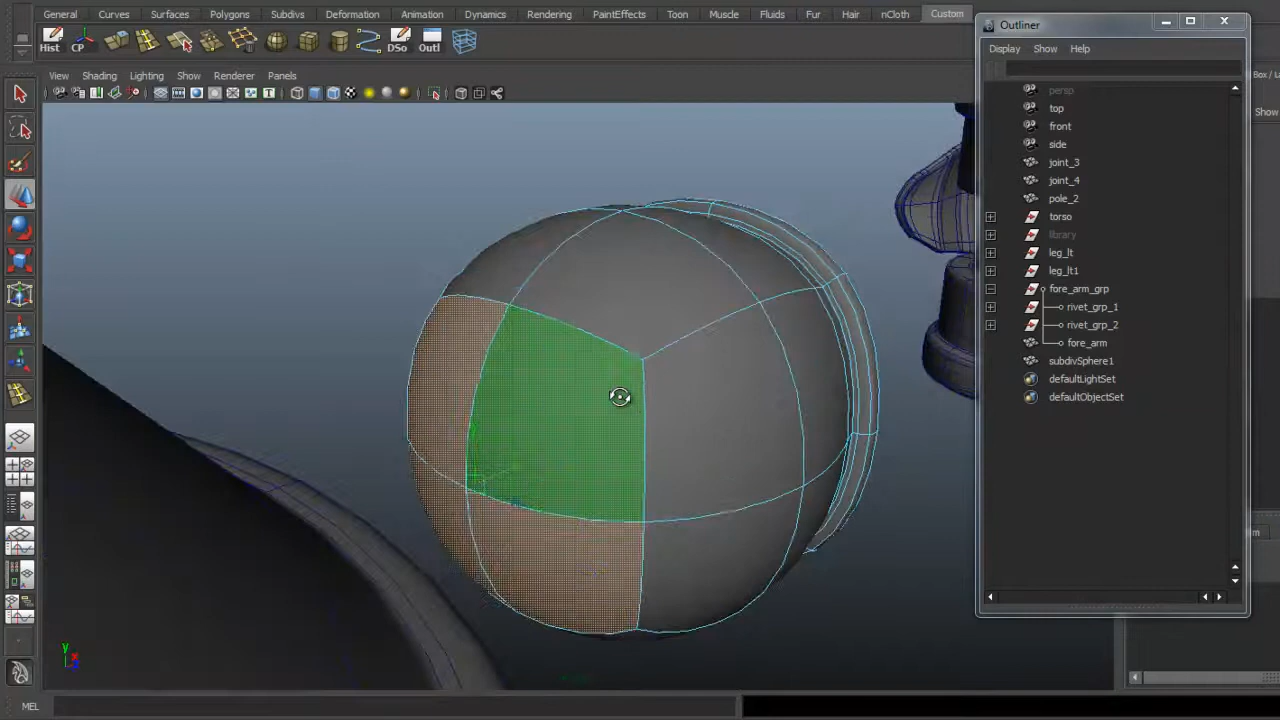 General Curves Surfaces Polygons Subdivs Deformation Animation Dynamics Rendering PaintEffects Toon Muscle Fluids Fur Hair nCloth Custom
Hist CP DSo Outl
View Shading Lighting Show Renderer Panels
Outliner
Display Show Help
persp
top
front
side
joint_3
joint_4
pole_2
torso
library
leg_lt
leg_lt1
fore_arm_grp
rivet_grp_1
rivet_grp_2
fore_arm
subdivSphere1
defaultLightSet
defaultObjectSet
Box / L
Show
MEL